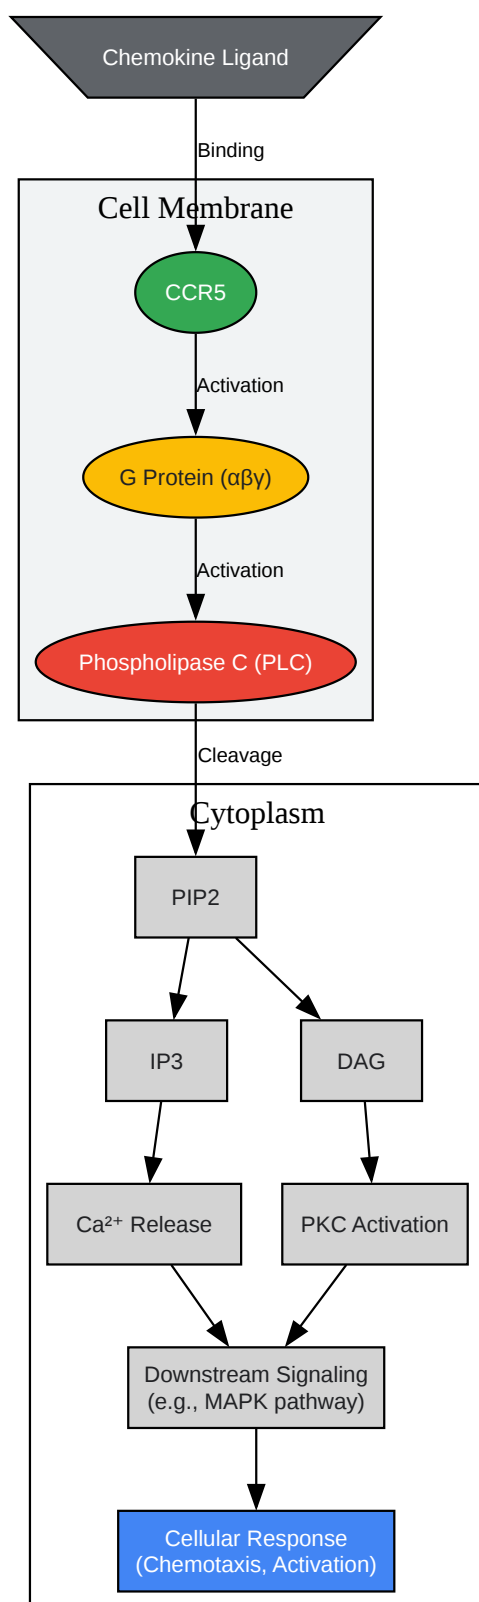 Chemokine Ligand
Binding
Cell Membrane
CCR5
Activation
G Protein (αβγ)
Activation
Phospholipase C (PLC)
Cleavage
Cytoplasm
PIP2
IP3
DAG
Ca²⁺ Release
PKC Activation
Downstream Signaling
(e.g., MAPK pathway)
Cellular Response
(Chemotaxis, Activation)